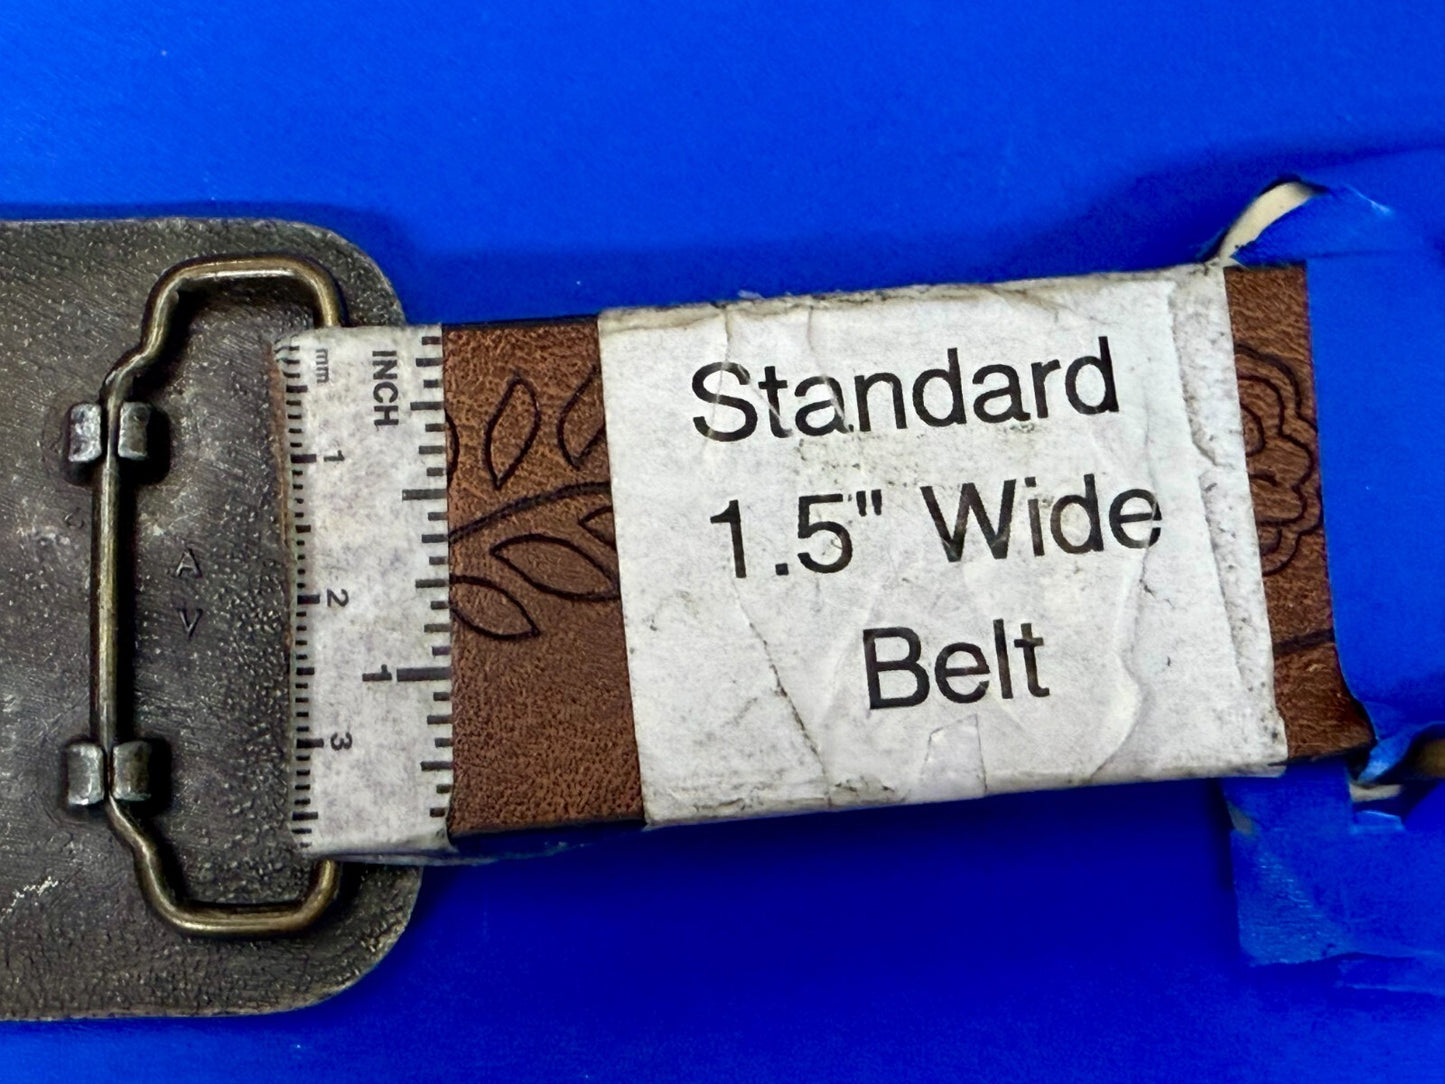 Standard
1.5" Wide
Belt
INCH
1
mm
1
2
3